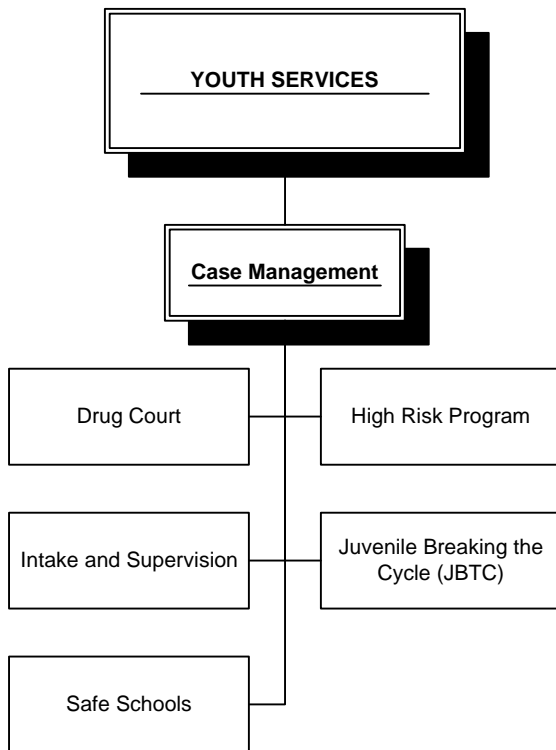 YOUTH SERVICES
Case Management
Drug Court
High Risk Program
Intake and Supervision
Juvenile Breaking the
Cycle (JBTC)
Safe Schools